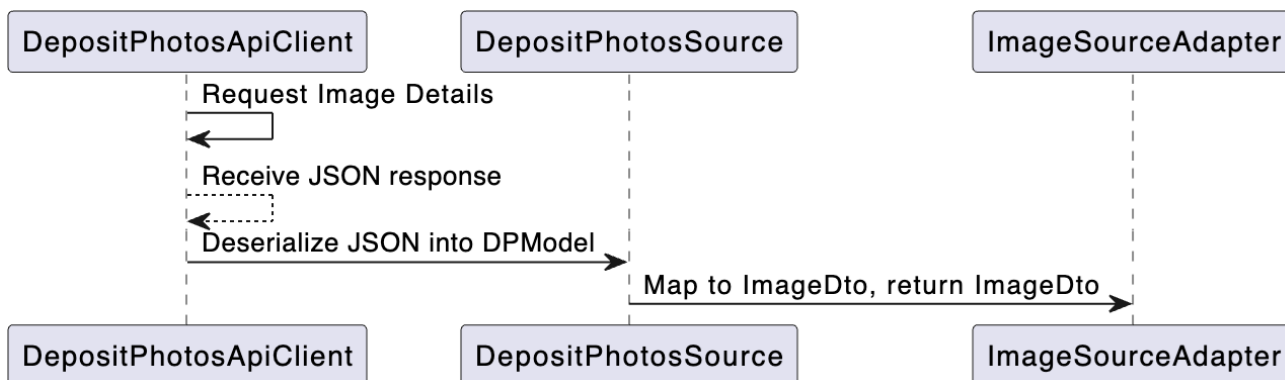 DepositPhotosApiClient DepositPhotosSource ImageSourceAdapter
Request Image Details
Receive JSON response
Deserialize JSON into DPModel
Map to ImageDto, return ImageDto
DepositPhotosApiClient DepositPhotosSource ImageSourceAdapter